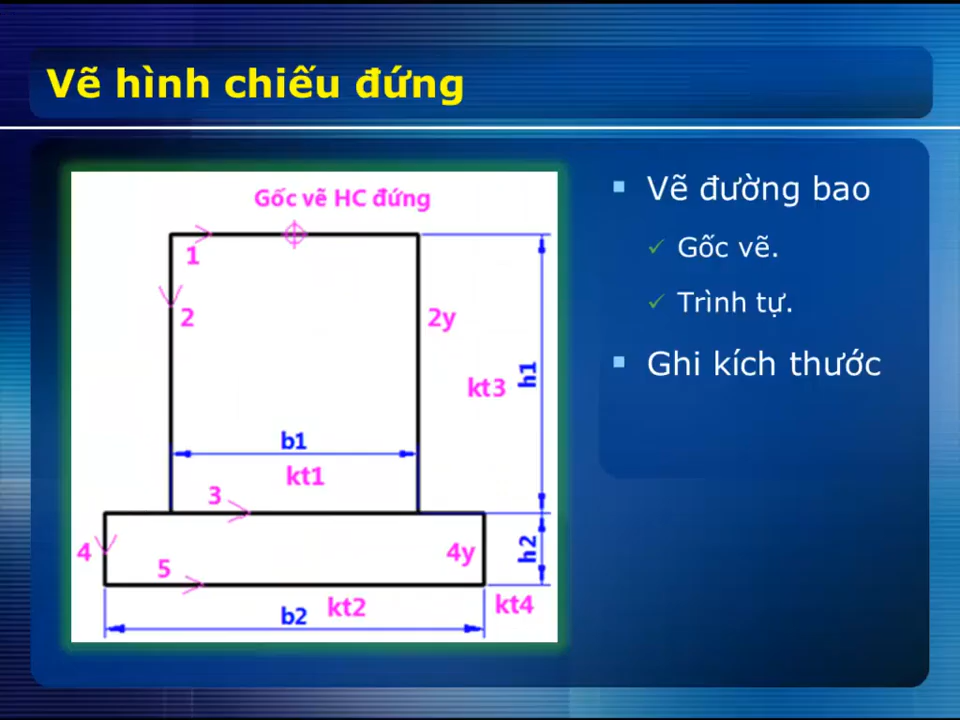 Vẽ hình chiếu đứng
Gốc vẽ HC đứng
1
2
2y
kt3
h1
b1
kt1
3
4
4y
h2
5
kt2
kt4
b2
Vẽ đường bao
Gốc vẽ.
Trình tự.
Ghi kích thước